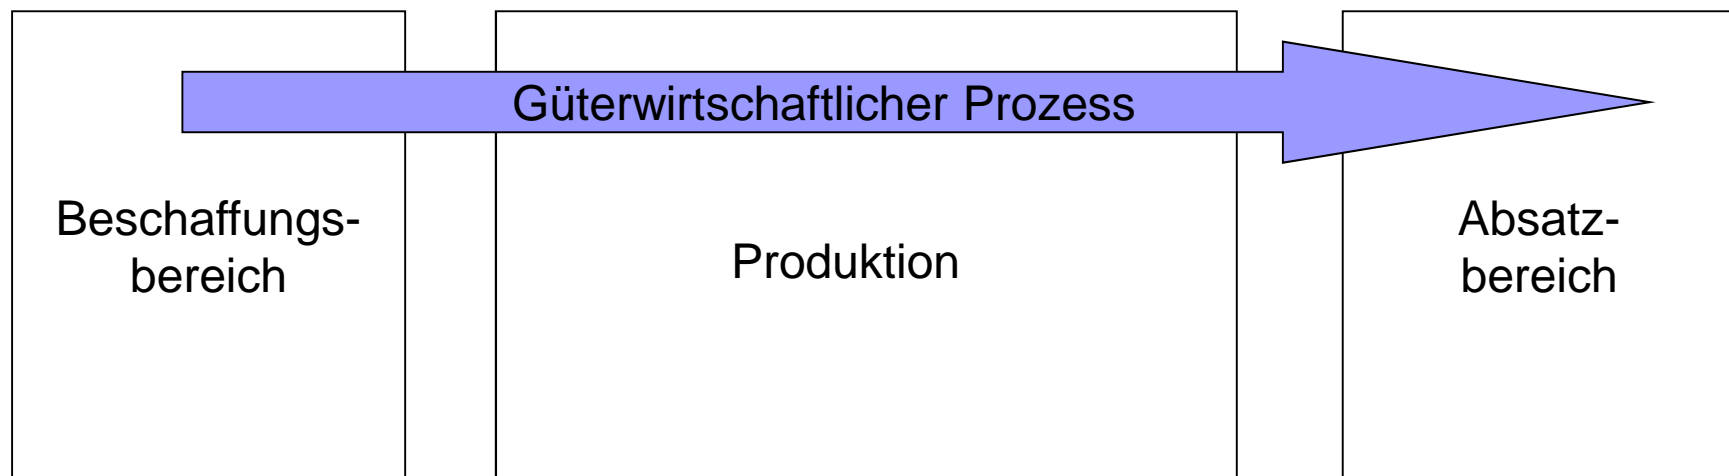 Güterwirtschaftlicher Prozess
Beschaffungs-
bereich
Produktion
Absatz-
bereich